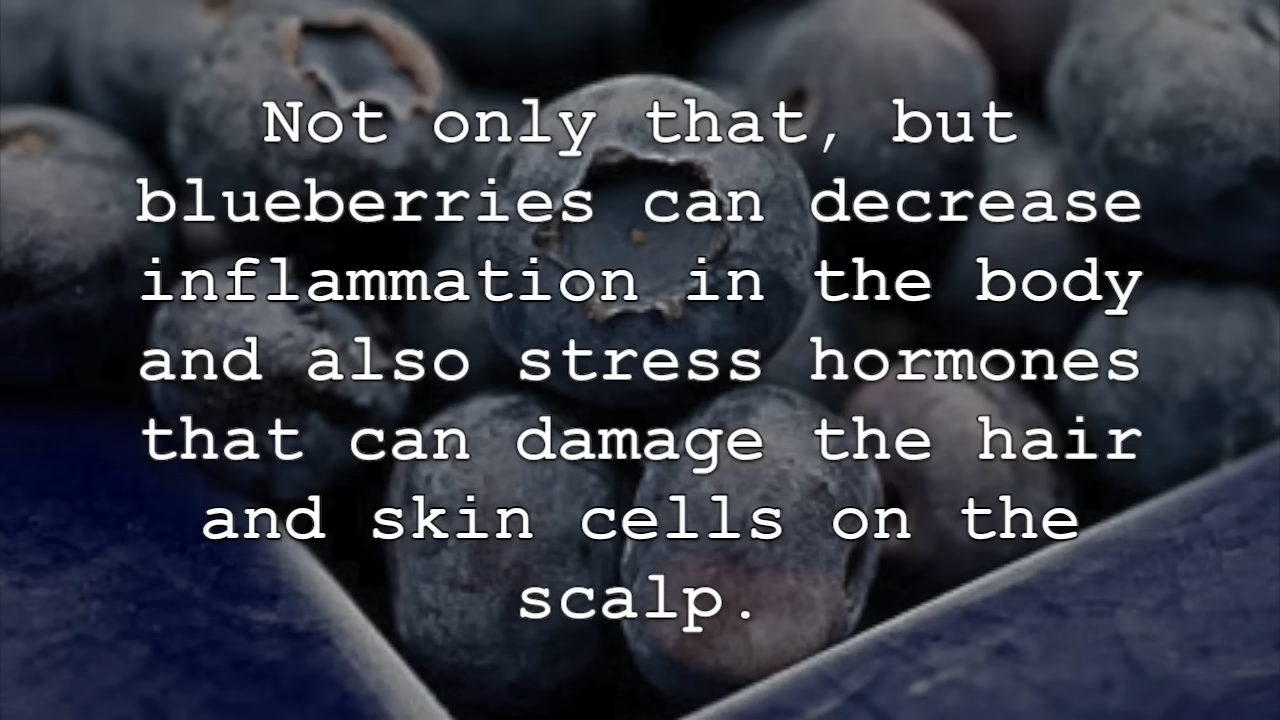 Not only that, but
blueberries can decrease
inflammation in the body
and also stress hormones
that can damage the hair
and skin cells on the
scalp.